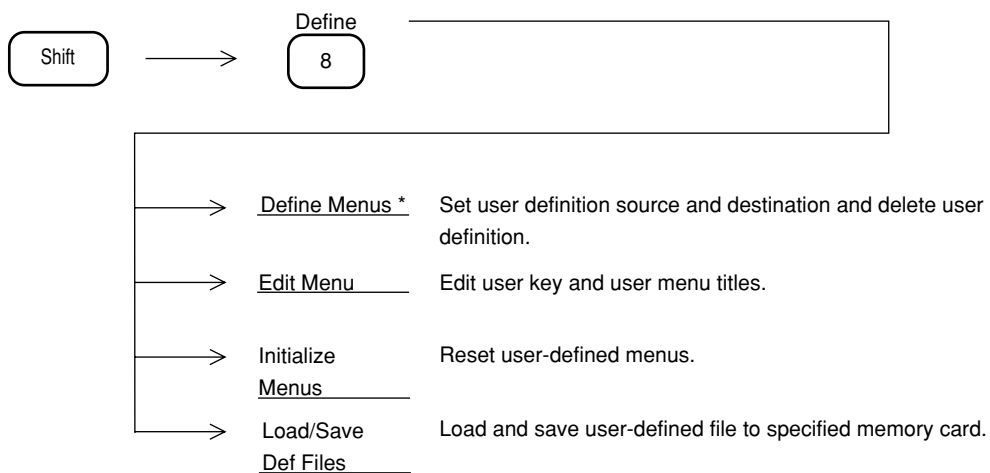 Define
Shift
8
Define Menus *
Set user definition source and destination and delete user
definition.
Edit Menu
Edit user key and user menu titles.
Initialize
Menus
Reset user-defined menus.
Load/Save
Def Files
Load and save user-defined file to specified memory card.